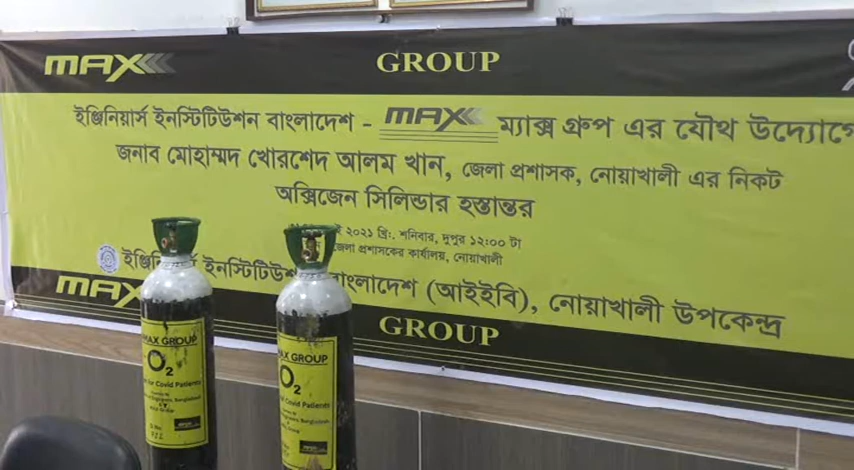 MAX GROUP
ইঞ্জিনিয়ার্স ইনস্টিটিউশন বাংলাদেশ - MAX ম্যাক্স গ্রুপ এর যৌথ উদ্যোগে
জনাব মোহাম্মদ খোরশেদ আলম খান, জেলা প্রশাসক, নোয়াখালী এর নিকট
অক্সিজেন সিলিন্ডার হস্তান্তর
২০২১ খ্রি:. শনিবার, দুপুর ১২:০০ টা
জেলা প্রশাসকের কার্যালয়, নোয়াখালী
ইনস্টিটিউশন বাংলাদেশ (আইইবি), নোয়াখালী উপকেন্দ্র
MAX GROUP
MAX GROUP
O2
for Covid Patients
MAX GROUP
O2
Covid Patients